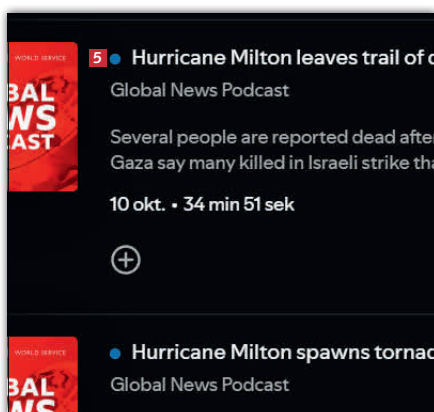 WORLD SERVICE
5
Hurricane Milton leaves trail of
Global News Podcast
BAL
WS
CAST
Several people are reported dead after
Gaza say many killed in Israeli strike tha
10 okt. • 34 min 51 sek
WORLD SERVICE
Hurricane Milton spawns tornad
Global News Podcast
BAL
WS